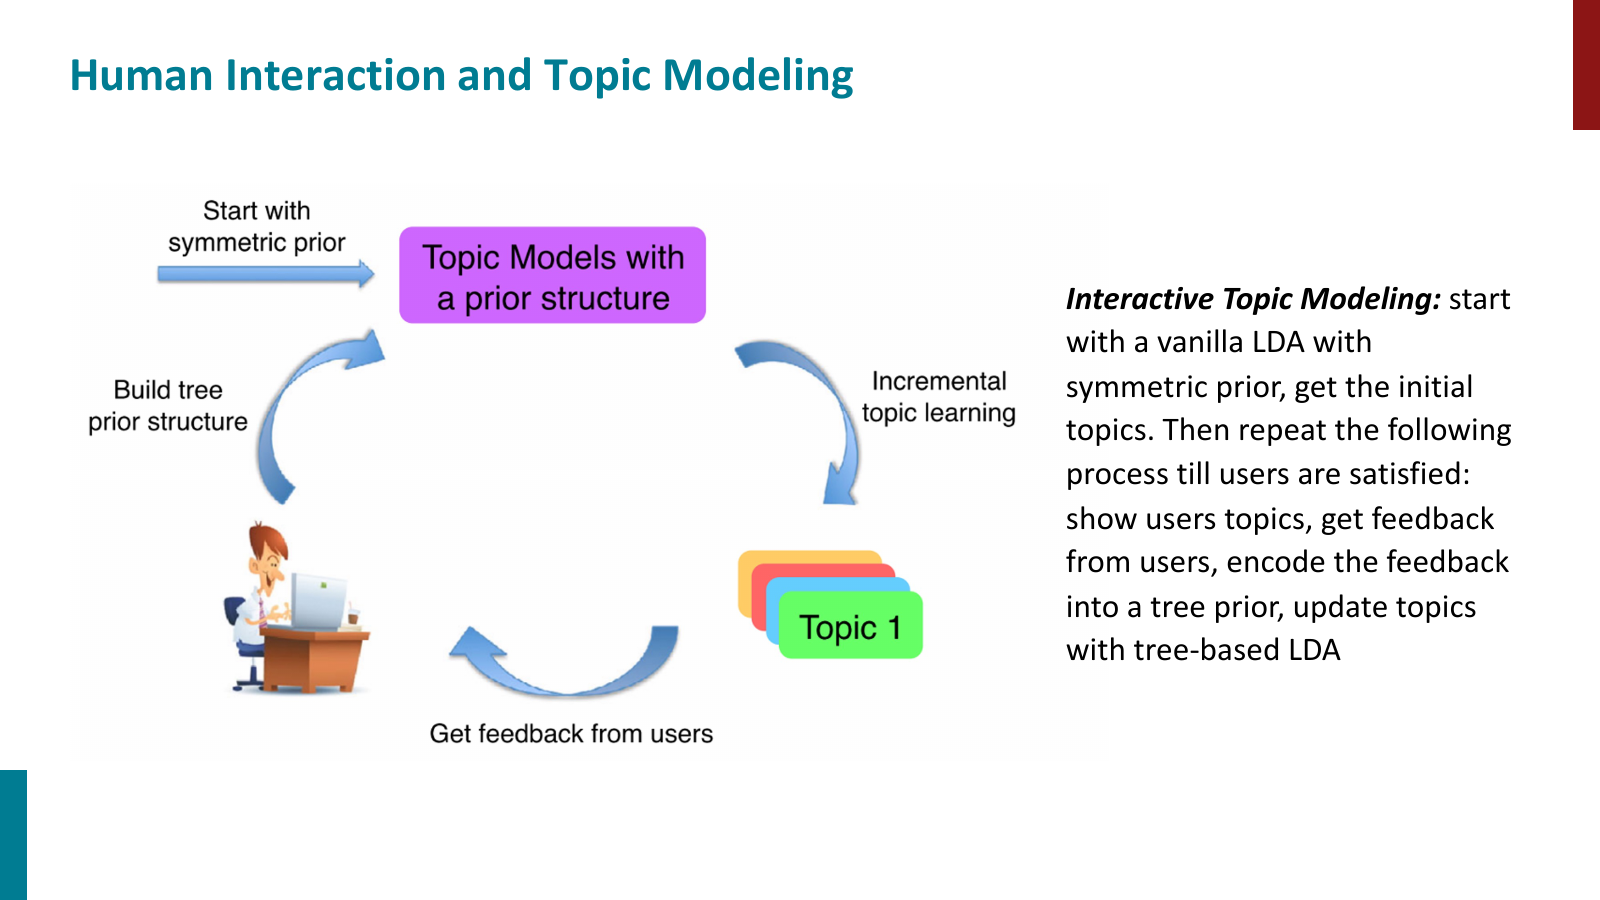 Human Interaction and Topic Modeling
Start with
symmetric prior
Topic Models with
a prior structure
Build tree
prior structure
Incremental
topic learning
Topic 1
Get feedback from users
Interactive Topic Modeling: start
with a vanilla LDA with
symmetric prior, get the initial
topics. Then repeat the following
process till users are satisfied:
show users topics, get feedback
from users, encode the feedback
into a tree prior, update topics
with tree-based LDA